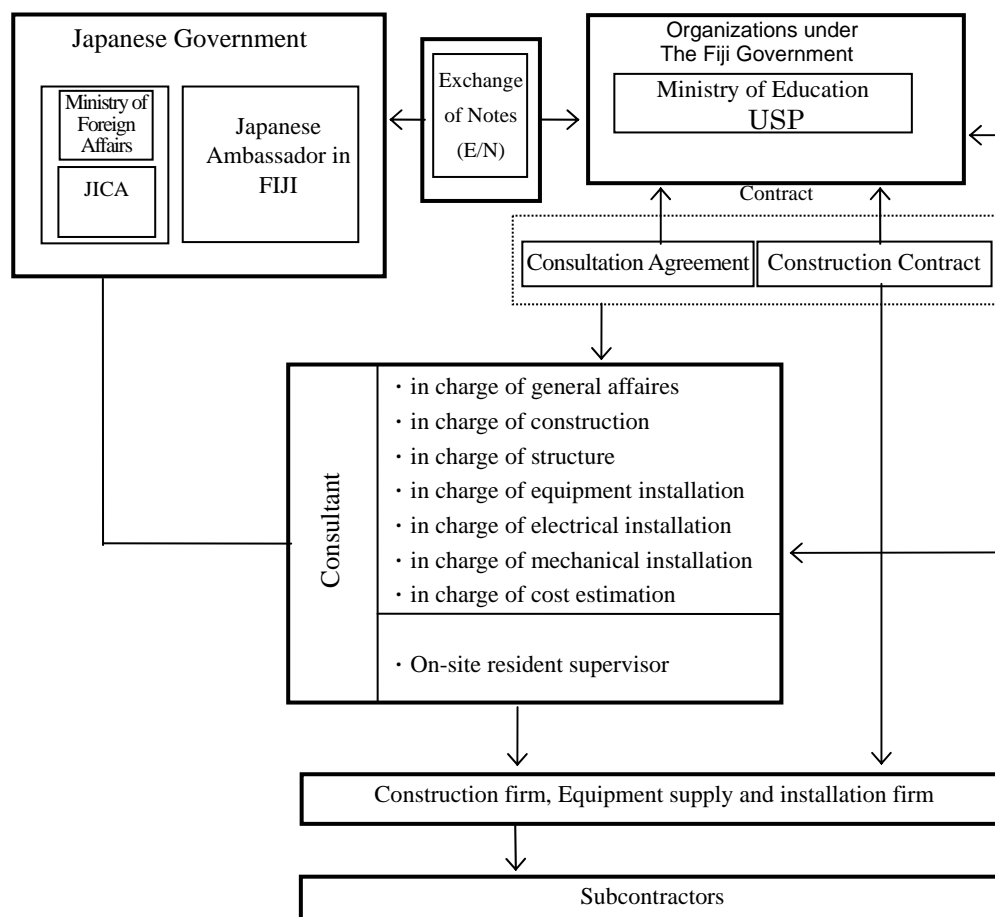 Japanese Government
Ministry of
Foreign
Affairs
JICA
Japanese
Ambassador in
FIJI
Exchange
of Notes
(E/N)
Organizations under
The Fiji Government
Ministry of Education
USP
Contract
Consultation Agreement
Construction Contract
Consultant
・in charge of general affaires
・in charge of construction
・in charge of structure
・in charge of equipment installation
・in charge of electrical installation
・in charge of mechanical installation
・in charge of cost estimation
・On-site resident supervisor
Construction firm, Equipment supply and installation firm
Subcontractors